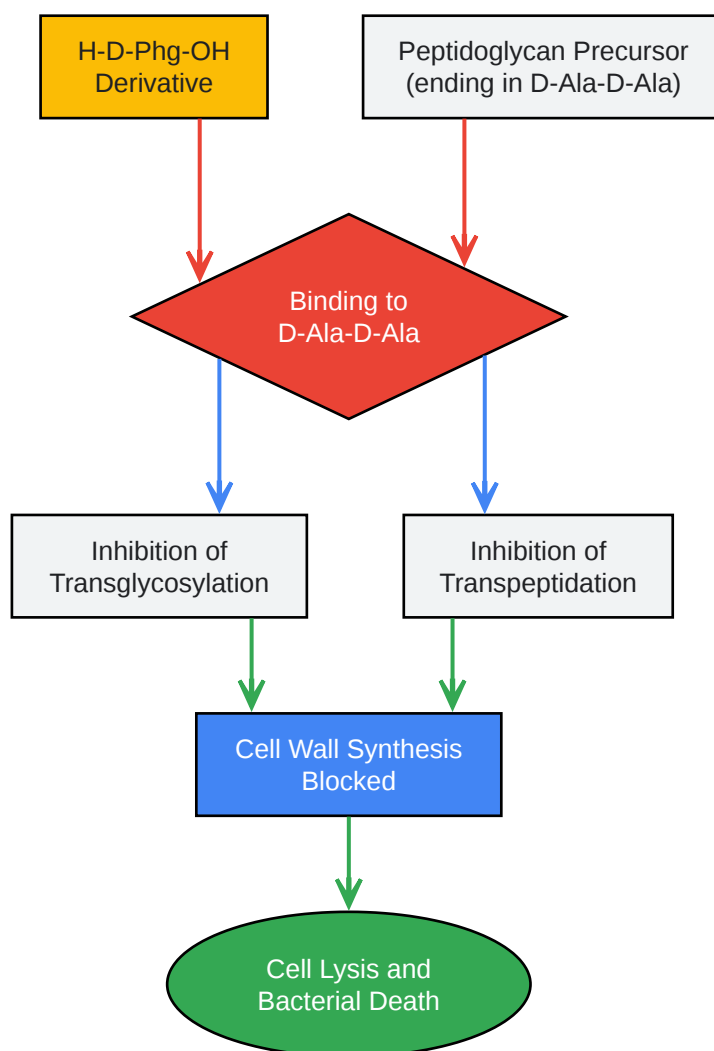 H-D-Phg-OH
Derivative
Peptidoglycan Precursor
(ending in D-Ala-D-Ala)
Binding to
D-Ala-D-Ala
Inhibition of
Transglycosylation
Inhibition of
Transpeptidation
Cell Wall Synthesis
Blocked
Cell Lysis and
Bacterial Death